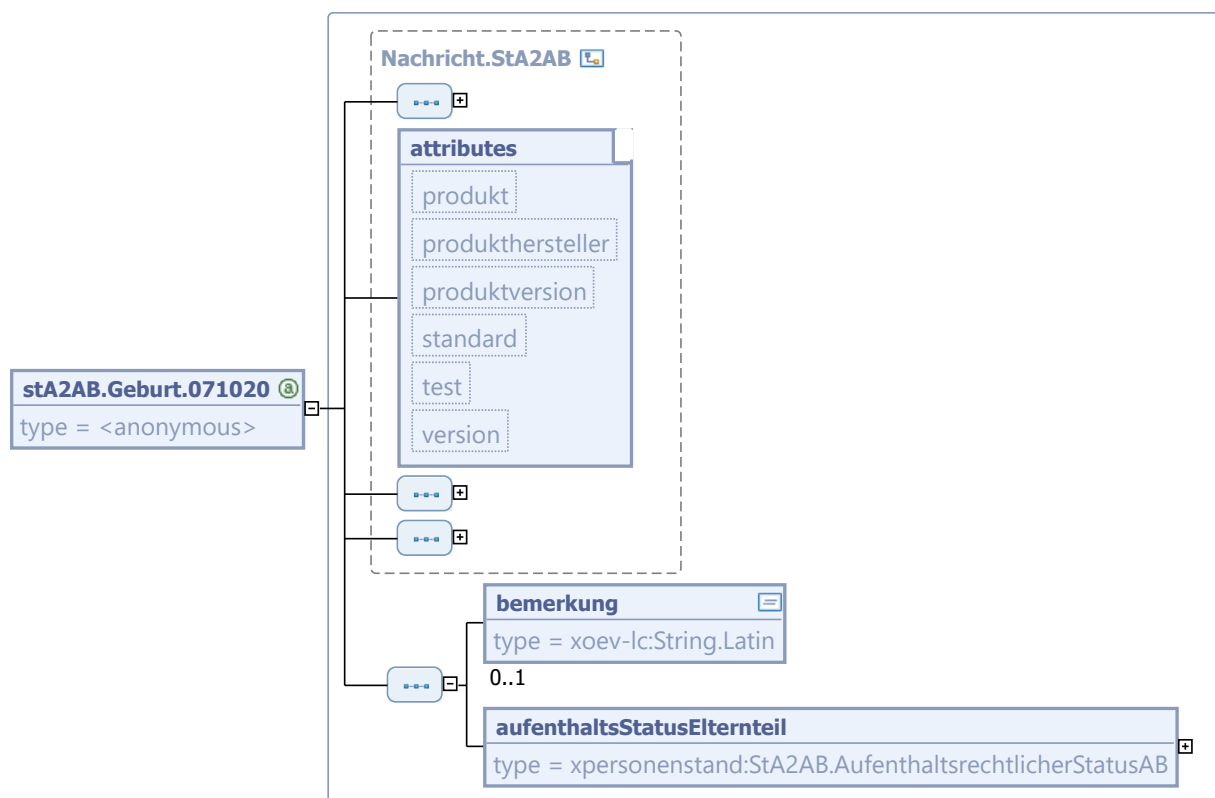 Nachricht.StA2AB
attributes
produkt
produkthersteller
produktversion
standard
test
version
stA2AB.Geburt.071020 @
type = <anonymous>
bemerkung
type = xoev-lc:String.Latin
0..1
aufenthaltsStatusElternteil
type = xpersonenstand:StA2AB.AufenthaltsrechtlicherStatusAB